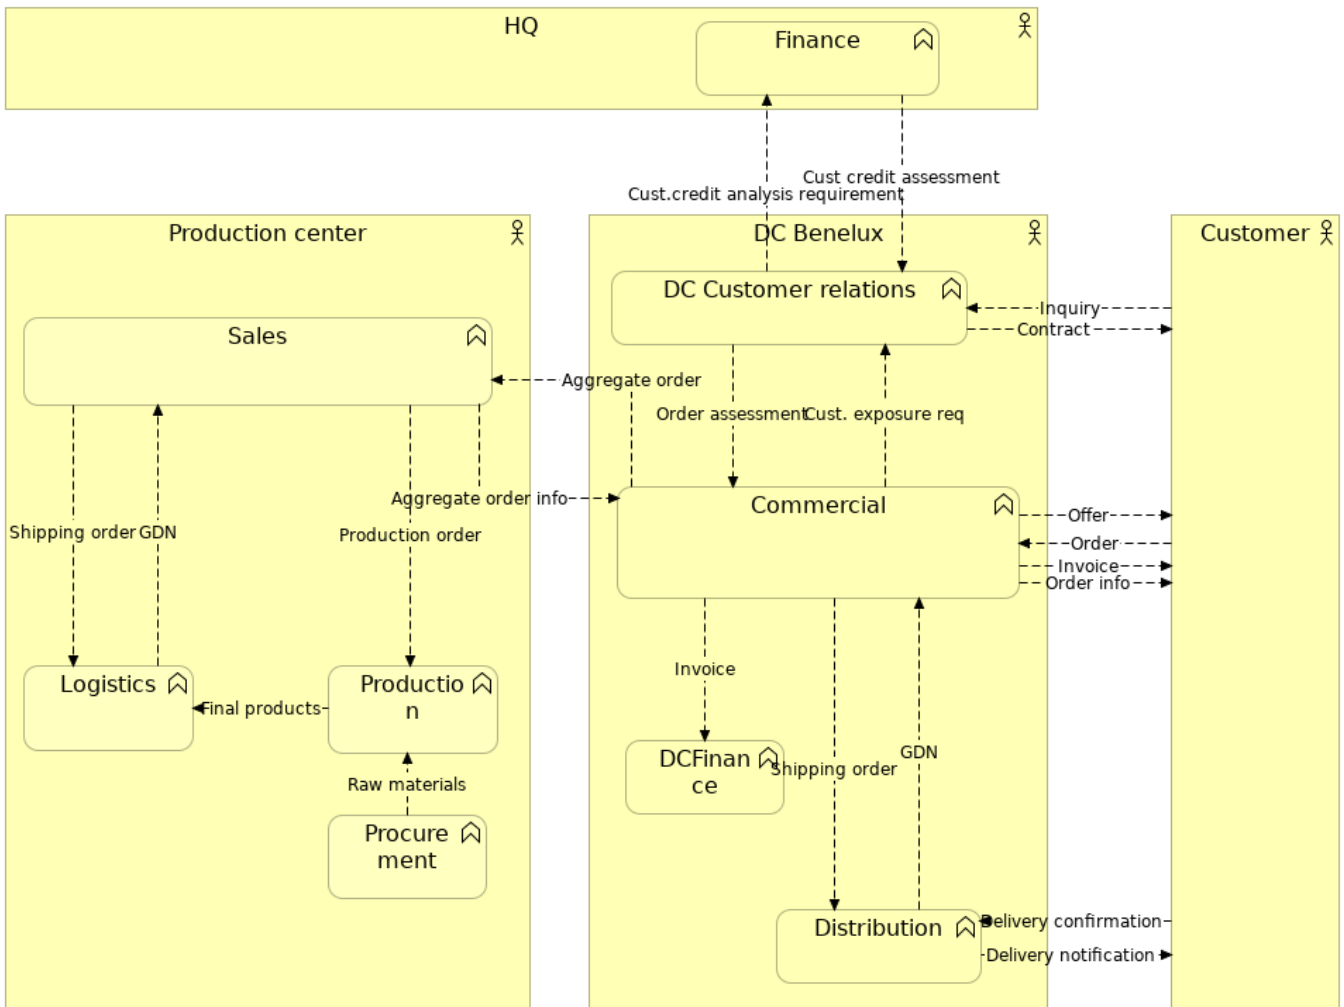 HQ
Finance
Cust credit assessment
Cust.credit analysis requirement
Production center
DC Benelux
Customer
DC Customer relations
Inquiry
Contract
Sales
Aggregate order
Order assessment
Cust. exposure req
Aggregate order info
Commercial
Offer
Order
Invoice
Order info
Shipping order
GDN
Production order
Invoice
Logistics
Productio
n
Final products
DCFinan
ce
GDN
Shipping order
Raw materials
Procure
ment
Distribution
Delivery confirmation
Delivery notification